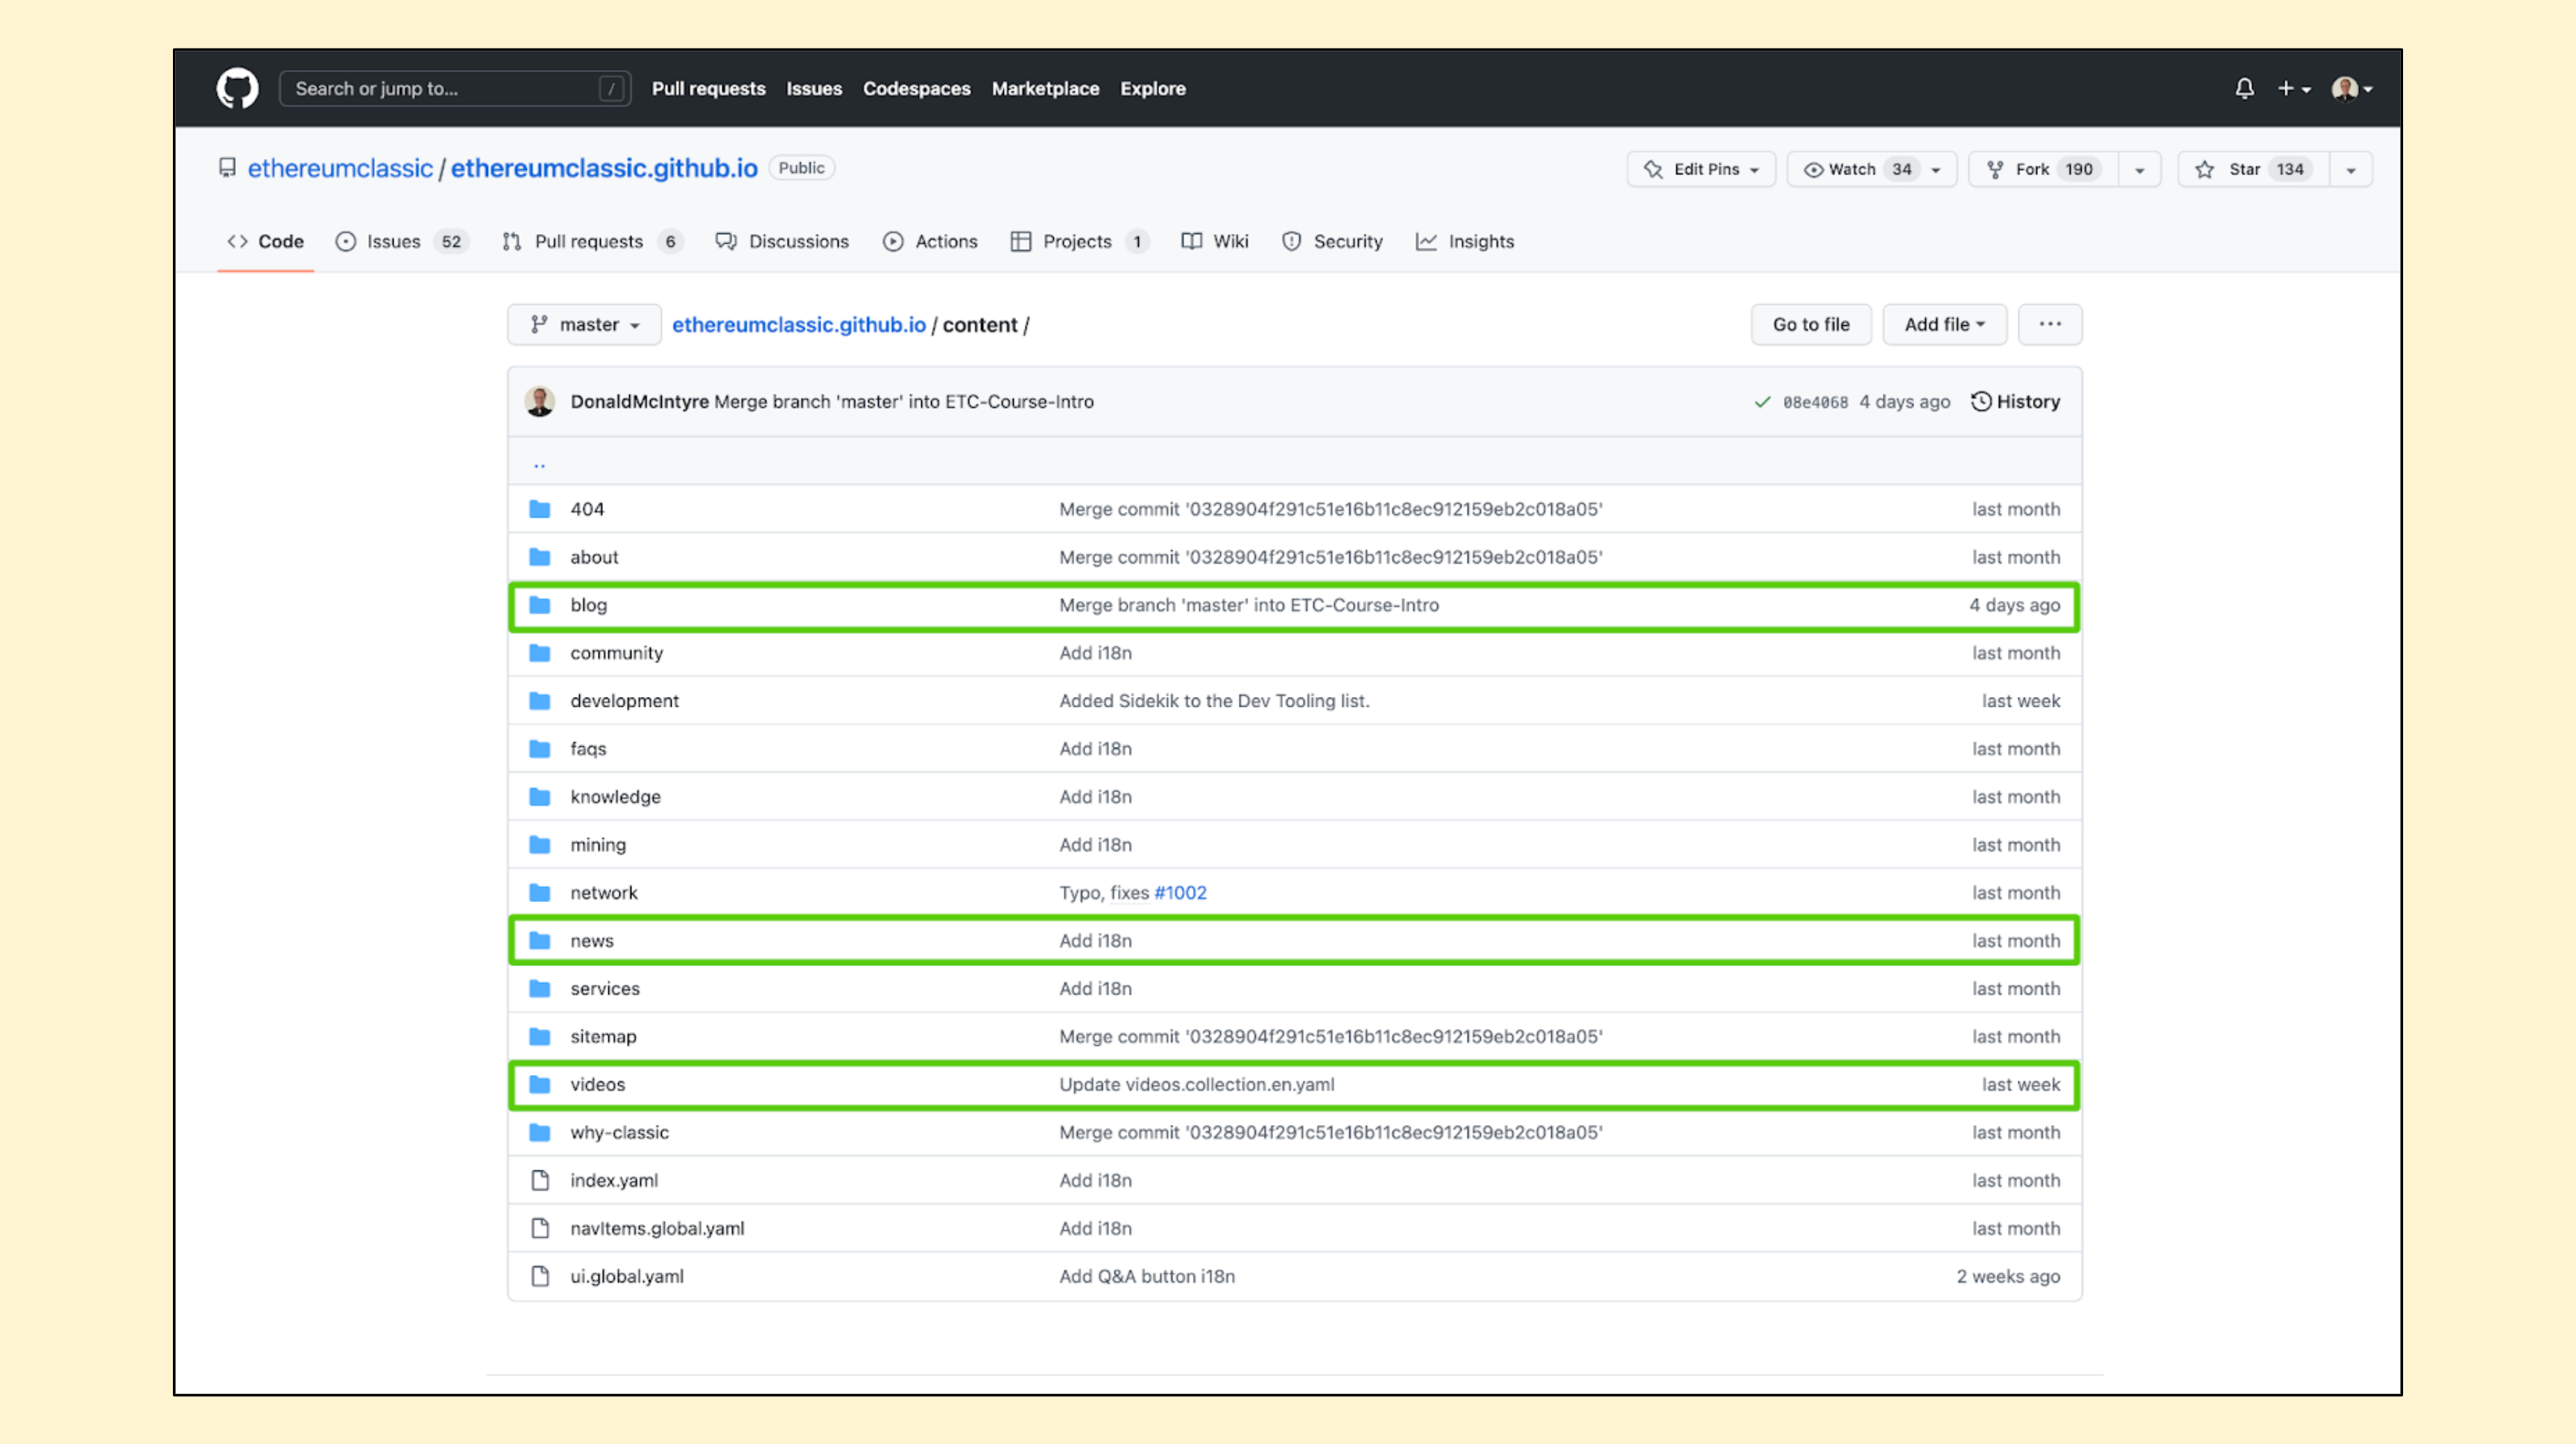 Search or jump to... / Pull requests Issues Codespaces Marketplace Explore
ethereumclassic / ethereumclassic.github.io Public Edit Pins Watch 34 Fork 190 Star 134
Code Issues 52 Pull requests 6 Discussions Actions Projects 1 Wiki Security Insights
master ethereumclassic.github.io / content / Go to file Add file ...
DonaldMcIntyre Merge branch 'master' into ETC-Course-Intro 08e4068 4 days ago History
..
404 Merge commit '0328904f291c51e16b11c8ec912159eb2c018a05' last month
about Merge commit '0328904f291c51e16b11c8ec912159eb2c018a05' last month
blog Merge branch 'master' into ETC-Course-Intro 4 days ago
community Add i18n last month
development Added Sidekik to the Dev Tooling list. last week
faqs Add i18n last month
knowledge Add i18n last month
mining Add i18n last month
network Typo, fixes #1002 last month
news Add i18n last month
services Add i18n last month
sitemap Merge commit '0328904f291c51e16b11c8ec912159eb2c018a05' last month
videos Update videos.collection.en.yaml last week
why-classic Merge commit '0328904f291c51e16b11c8ec912159eb2c018a05' last month
index.yaml Add i18n last month
navItems.global.yaml Add i18n last month
ui.global.yaml Add Q&A button i18n 2 weeks ago